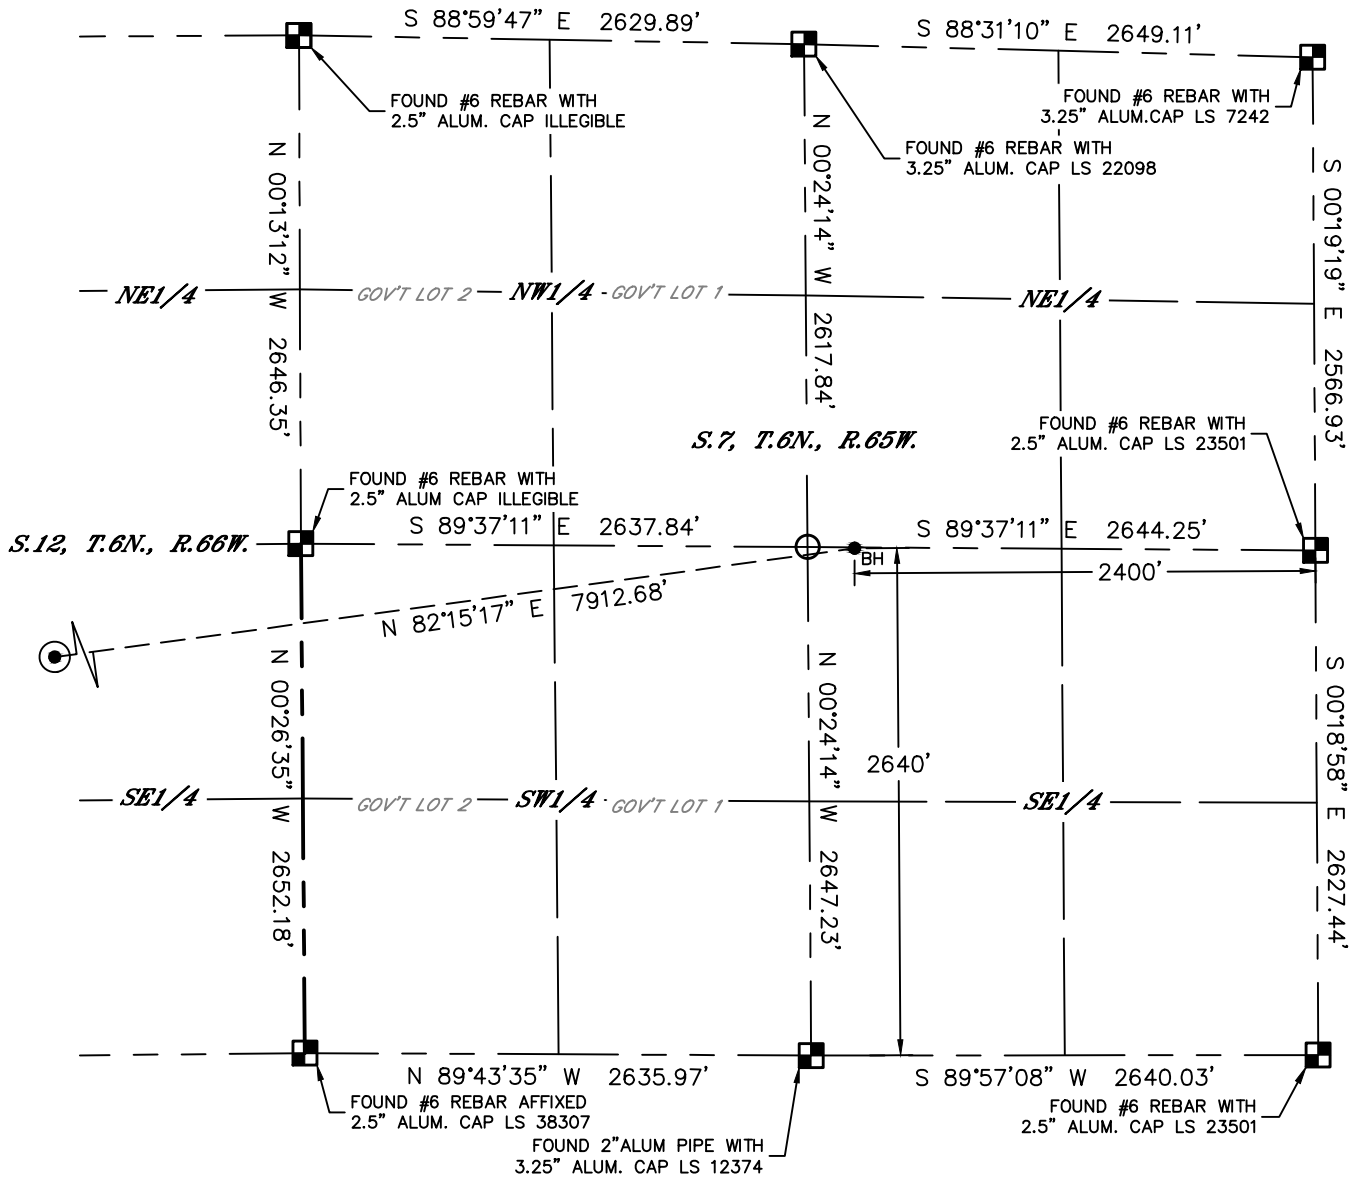 S 88°59'47" E 2629.89'
S 88°31'10" E 2649.11'
FOUND #6 REBAR WITH
2.5" ALUM. CAP ILLEGIBLE
FOUND #6 REBAR WITH
3.25" ALUM.CAP LS 7242
FOUND #6 REBAR WITH
3.25" ALUM. CAP LS 22098
N 00°13'12" W 2646.35'
N 00°24'14" W 2617.84'
S 00°19'19" E 2566.93'
NE1/4
GOV'T LOT 2
NW1/4
GOV'T LOT 1
NE1/4
FOUND #6 REBAR WITH
2.5" ALUM. CAP LS 23501
S.7, T.6N., R.65W.
FOUND #6 REBAR WITH
2.5" ALUM CAP ILLEGIBLE
S 89°37'11" E 2637.84'
S 89°37'11" E 2644.25'
S.12, T.6N., R.66W.
BH
2400'
N 82°15'17" E 7912.68'
N 00°26'35" W 2652.18'
N 00°24'14" W 2647.23'
S 00°18'58" E 2627.44'
2640'
SE1/4
GOV'T LOT 2
SW1/4
GOV'T LOT 1
SE1/4
N 89°43'35" W 2635.97'
S 89°57'08" W 2640.03'
FOUND #6 REBAR AFFIXED
2.5" ALUM. CAP LS 38307
FOUND #6 REBAR WITH
2.5" ALUM. CAP LS 23501
FOUND 2"ALUM PIPE WITH
3.25" ALUM. CAP LS 12374